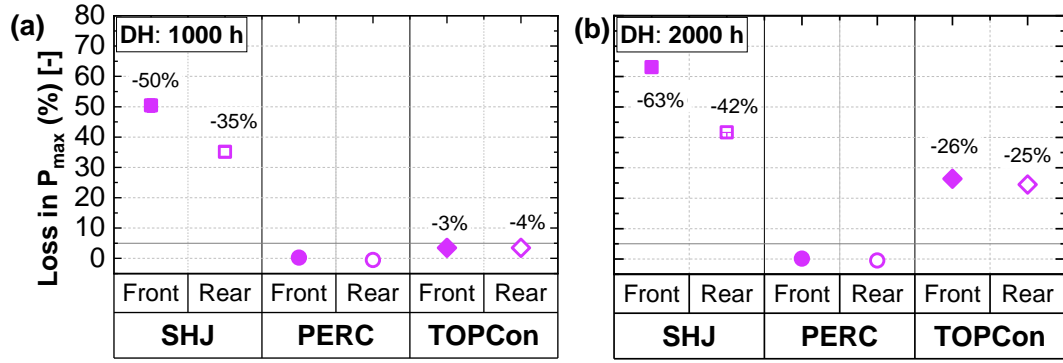 (a)
DH: 1000 h
Loss in Pmax (%) [-]
80
70
60
50
40
30
20
10
0
-50%
-35%
-3%
-4%
Front
Rear
Front
Rear
Front
Rear
SHJ
PERC
TOPCon
(b)
DH: 2000 h
-63%
-42%
-26%
-25%
Front
Rear
Front
Rear
Front
Rear
SHJ
PERC
TOPCon